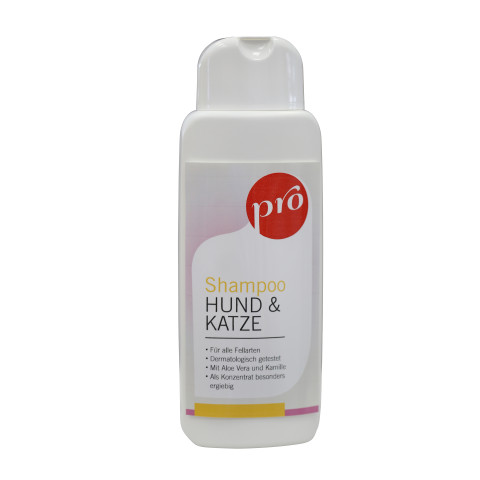 pro
Shampoo
HUND &
KATZE
• Für alle Fellarten
• Dermatologisch getestet
• Mit Aloe Vera und Kamille
• Als Konzentrat besonders
ergiebig